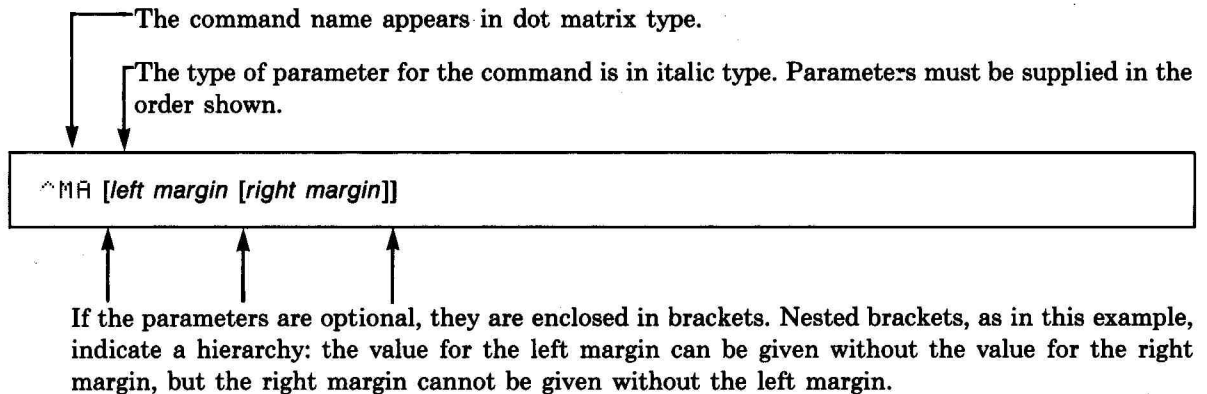 The command name appears in dot matrix type.
The type of parameter for the command is in italic type. Parameters must be supplied in the
order shown.
^MA [left margin [right margin]]
If the parameters are optional, they are enclosed in brackets. Nested brackets, as in this example,
indicate a hierarchy: the value for the left margin can be given without the value for the right
margin, but the right margin cannot be given without the left margin.